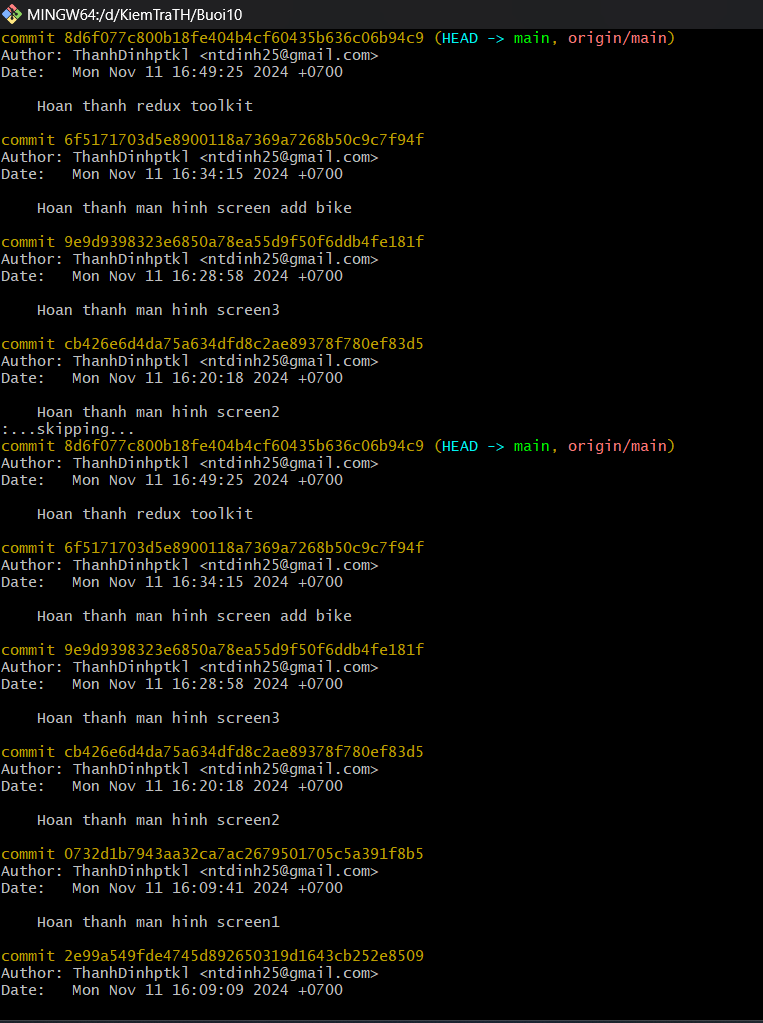 MINGW64:/d/KiemTraTH/Buoi10
commit 8d6f077c800b18fe404b4cf60435b636c06b94c9 (HEAD -> main, origin/main)
Author: ThanhDinhptkl <ntdinh25@gmail.com>
Date:   Mon Nov 11 16:49:25 2024 +0700
    Hoan thanh redux toolkit
commit 6f5171703d5e8900118a7369a7268b50c9c7f94f
Author: ThanhDinhptkl <ntdinh25@gmail.com>
Date:   Mon Nov 11 16:34:15 2024 +0700
    Hoan thanh man hinh screen add bike
commit 9e9d9398323e6850a78ea55d9f50f6ddb4fe181f
Author: ThanhDinhptkl <ntdinh25@gmail.com>
Date:   Mon Nov 11 16:28:58 2024 +0700
    Hoan thanh man hinh screen3
commit cb426e6d4da75a634dfd8c2ae89378f780ef83d5
Author: ThanhDinhptkl <ntdinh25@gmail.com>
Date:   Mon Nov 11 16:20:18 2024 +0700
    Hoan thanh man hinh screen2
:...skipping...
commit 8d6f077c800b18fe404b4cf60435b636c06b94c9 (HEAD -> main, origin/main)
Author: ThanhDinhptkl <ntdinh25@gmail.com>
Date:   Mon Nov 11 16:49:25 2024 +0700
    Hoan thanh redux toolkit
commit 6f5171703d5e8900118a7369a7268b50c9c7f94f
Author: ThanhDinhptkl <ntdinh25@gmail.com>
Date:   Mon Nov 11 16:34:15 2024 +0700
    Hoan thanh man hinh screen add bike
commit 9e9d9398323e6850a78ea55d9f50f6ddb4fe181f
Author: ThanhDinhptkl <ntdinh25@gmail.com>
Date:   Mon Nov 11 16:28:58 2024 +0700
    Hoan thanh man hinh screen3
commit cb426e6d4da75a634dfd8c2ae89378f780ef83d5
Author: ThanhDinhptkl <ntdinh25@gmail.com>
Date:   Mon Nov 11 16:20:18 2024 +0700
    Hoan thanh man hinh screen2
commit 0732d1b7943aa32ca7ac2679501705c5a391f8b5
Author: ThanhDinhptkl <ntdinh25@gmail.com>
Date:   Mon Nov 11 16:09:41 2024 +0700
    Hoan thanh man hinh screen1
commit 2e99a549fde4745d892650319d1643cb252e8509
Author: ThanhDinhptkl <ntdinh25@gmail.com>
Date:   Mon Nov 11 16:09:09 2024 +0700